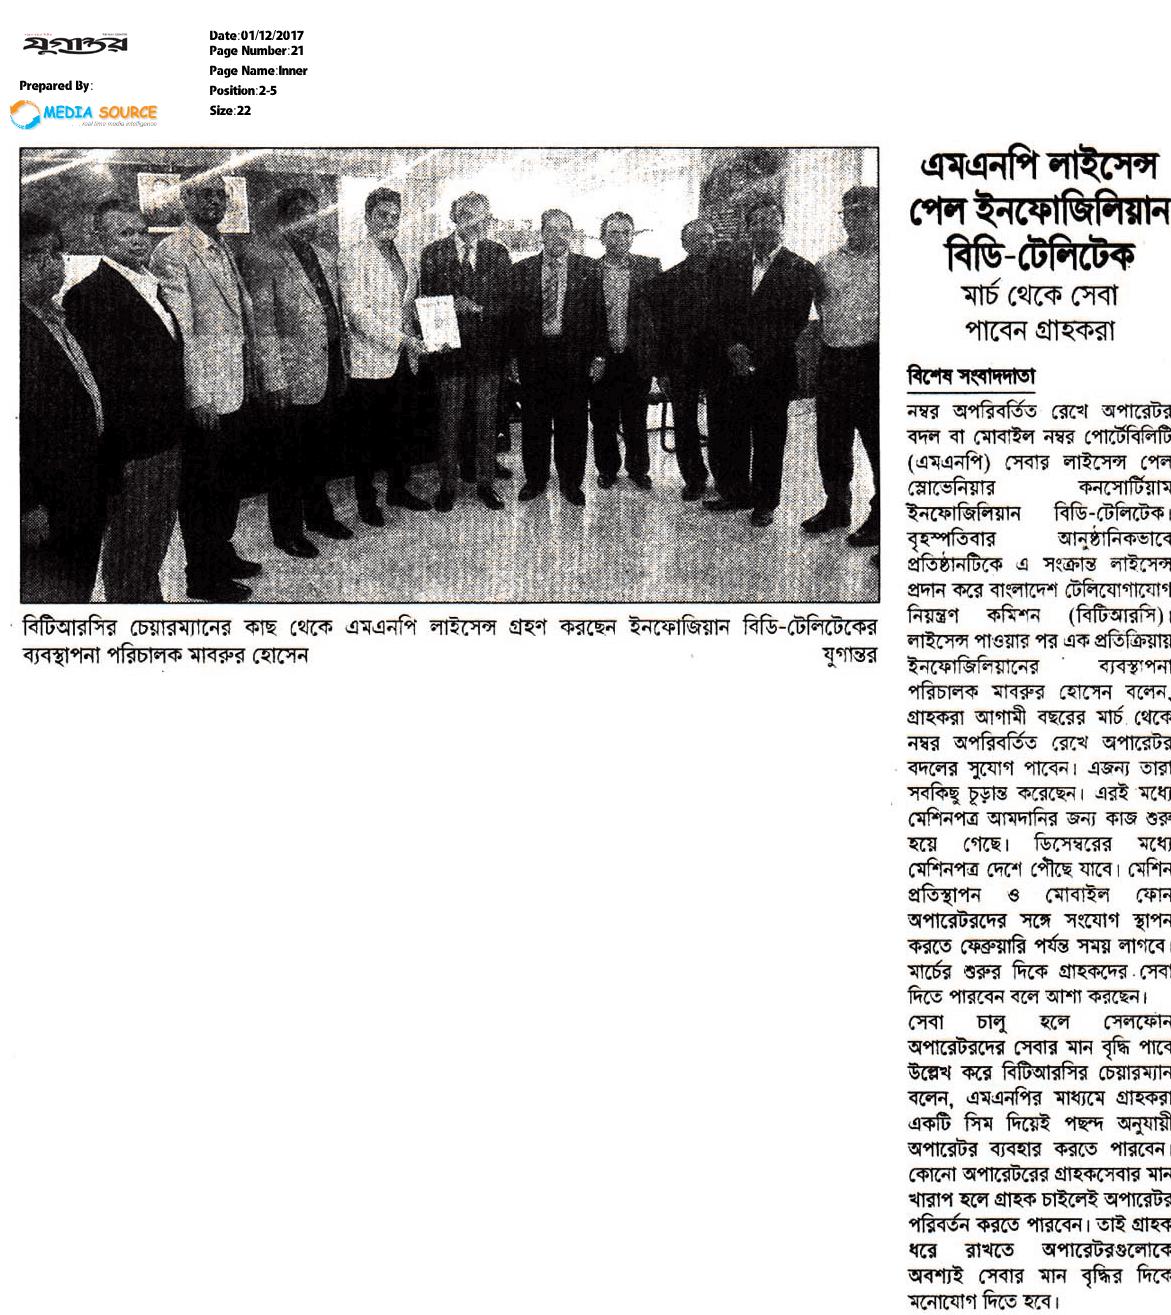 যুগান্তর
Prepared By:
MEDIA SOURCE
real time media intelligence
Date:01/12/2017
Page Number:21
Page Name:Inner
Position:2-5
Size:22
বিটিআরসির চেয়ারম্যানের কাছ থেকে এমএনপি লাইসেন্স গ্রহণ করছেন ইনফোজিয়ান বিডি-টেলিটেকের
ব্যবস্থাপনা পরিচালক মাবরুর হোসেন যুগান্তর
এমএনপি লাইসেন্স
পেল ইনফোজিলিয়ান
বিডি-টেলিটেক
মার্চ থেকে সেবা
পাবেন গ্রাহকরা
বিশেষ সংবাদদাতা
নম্বর অপরিবর্তিত রেখে অপারেটর
বদল বা মোবাইল নম্বর পোর্টেবিলিটি
(এমএনপি) সেবার লাইসেন্স পেল
স্লোভেনিয়ার কনসোর্টিয়াম
ইনফোজিলিয়ান বিডি-টেলিটেক।
বৃহস্পতিবার আনুষ্ঠানিকভাবে
প্রতিষ্ঠানটিকে এ সংক্রান্ত লাইসেন্স
প্রদান করে বাংলাদেশ টেলিযোগাযোগ
নিয়ন্ত্রণ কমিশন (বিটিআরসি)।
লাইসেন্স পাওয়ার পর এক প্রতিক্রিয়ায়
ইনফোজিলিয়ানের ব্যবস্থাপনা
পরিচালক মাবরুর হোসেন বলেন,
গ্রাহকরা আগামী বছরের মার্চ থেকে
নম্বর অপরিবর্তিত রেখে অপারেটর
বদলের সুযোগ পাবেন। এজন্য তারা
সবকিছু চূড়ান্ত করেছেন। এরই মধ্যে
মেশিনপত্র আমদানির জন্য কাজ শুরু
হয়ে গেছে। ডিসেম্বরের মধ্যে
মেশিনপত্র দেশে পৌঁছে যাবে। মেশিন
প্রতিস্থাপন ও মোবাইল ফোন
অপারেটরদের সঙ্গে সংযোগ স্থাপন
করতে ফেব্রুয়ারি পর্যন্ত সময় লাগবে।
মার্চের শুরুর দিকে গ্রাহকদের সেবা
দিতে পারবেন বলে আশা করছেন।
সেবা চালু হলে সেলফোন
অপারেটরদের সেবার মান বৃদ্ধি পাবে
উল্লেখ করে বিটিআরসির চেয়ারম্যান
বলেন, এমএনপির মাধ্যমে গ্রাহকরা
একটি সিম দিয়েই পছন্দ অনুযায়ী
অপারেটর ব্যবহার করতে পারবেন।
কোনো অপারেটরের গ্রাহকসেবার মান
খারাপ হলে গ্রাহক চাইলেই অপারেটর
পরিবর্তন করতে পারবেন। তাই গ্রাহক
ধরে রাখতে অপারেটরগুলোকে
অবশ্যই সেবার মান বৃদ্ধির দিকে
মনোযোগ দিতে হবে।